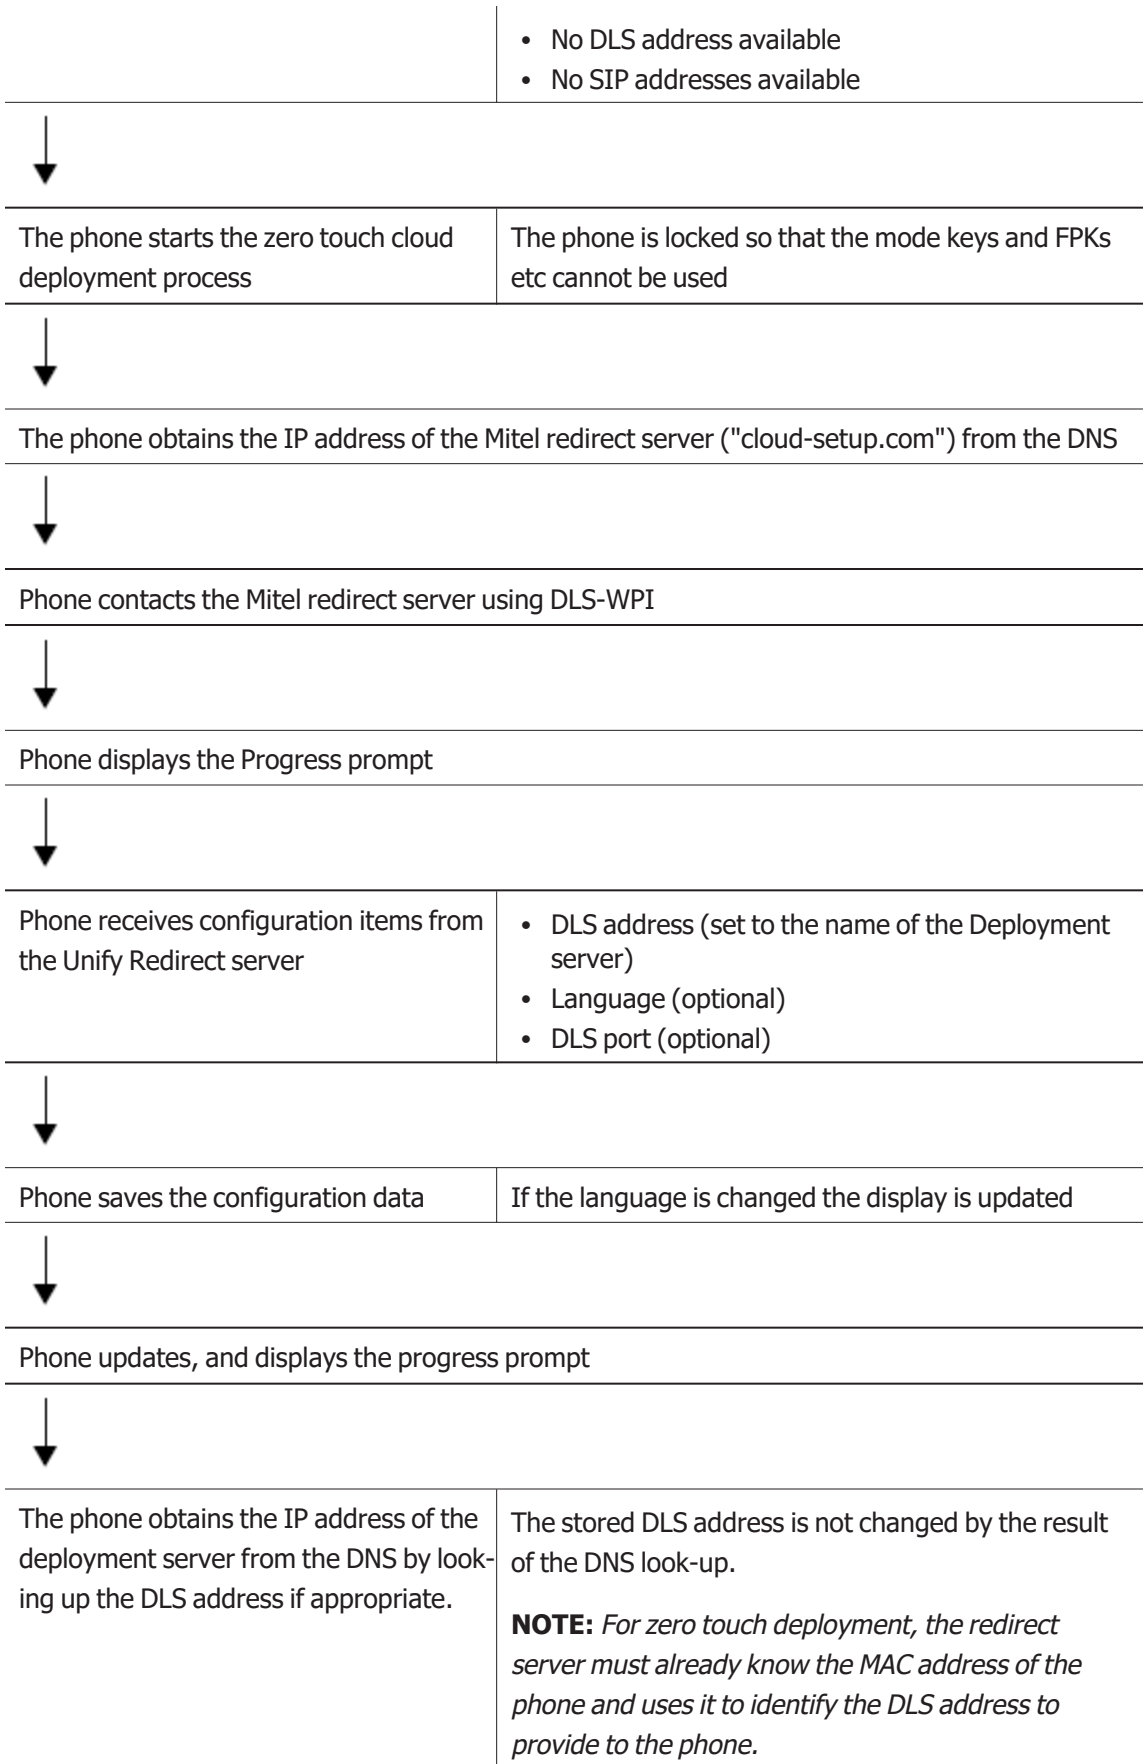 • No DLS address available
• No SIP addresses available
The phone starts the zero touch cloud
deployment process
The phone is locked so that the mode keys and FPKs
etc cannot be used
The phone obtains the IP address of the Mitel redirect server ("cloud-setup.com") from the DNS
Phone contacts the Mitel redirect server using DLS-WPI
Phone displays the Progress prompt
Phone receives configuration items from
the Unify Redirect server
• DLS address (set to the name of the Deployment
server)
• Language (optional)
• DLS port (optional)
Phone saves the configuration data
If the language is changed the display is updated
Phone updates, and displays the progress prompt
The phone obtains the IP address of the
deployment server from the DNS by look-
ing up the DLS address if appropriate.
The stored DLS address is not changed by the result
of the DNS look-up.
NOTE: For zero touch deployment, the redirect
server must already know the MAC address of the
phone and uses it to identify the DLS address to
provide to the phone.